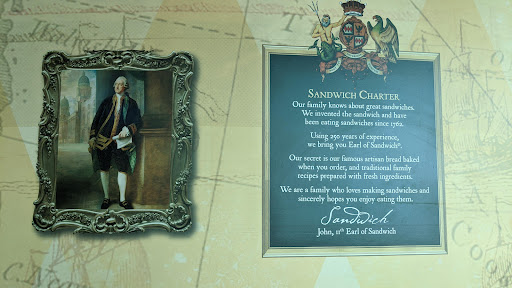 SANDWICH CHARTER
Our family knows about great sandwiches.
We invented the sandwich and have
been eating sandwiches since 1762.
Using 250 years of experience,
we bring you Earl of Sandwich®.
Our secret is our famous artisan bread baked
when you order, and traditional family
recipes prepared with fresh ingredients.
We are a family who loves making sandwiches and
sincerely hopes you enjoy eating them.
Sandwich
John, 11th Earl of Sandwich